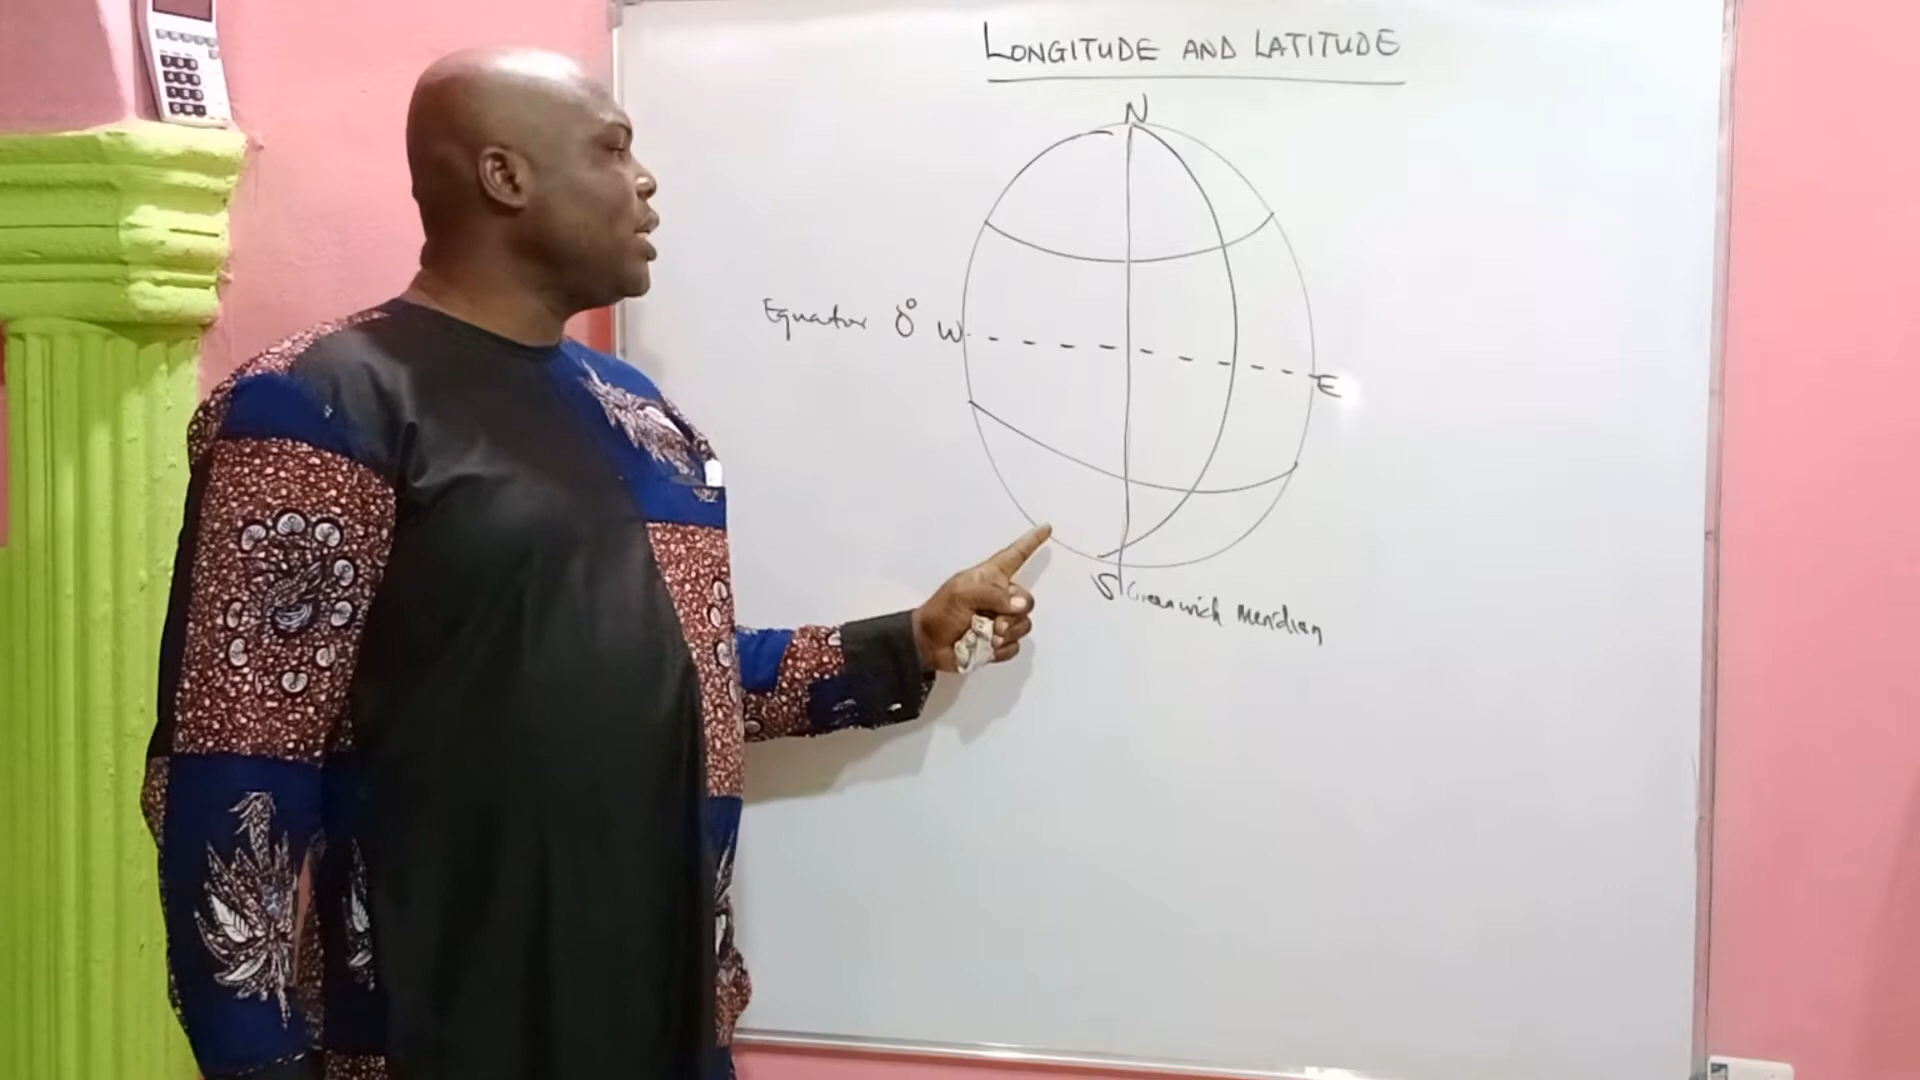 LONGITUDE AND LATITUDE
N
Equator 0° W
E
S Greenwich Meridian